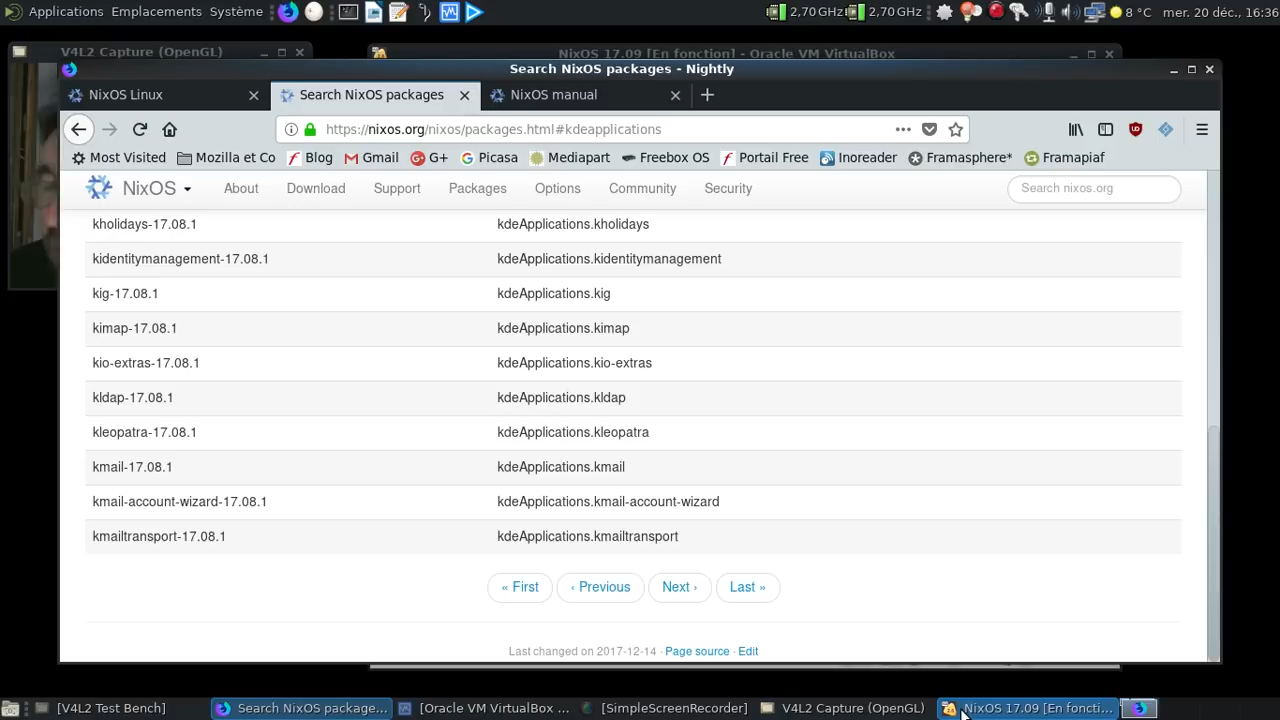 Applications Emplacements Système 2,70 GHz 2,70 GHz 8 °C mer. 20 déc., 16:36
V4L2 Capture (OpenGL) NixOS 17.09 [En fonction] - Oracle VM VirtualBox
Search NixOS packages - Nightly
NixOS Linux Search NixOS packages NixOS manual
https://nixos.org/nixos/packages.html#kdeapplications
Most Visited Mozilla et Co Blog Gmail G+ Picasa Mediapart Freebox OS Portail Free Inoreader Framasphere* Framapiaf
NixOS About Download Support Packages Options Community Security Search nixos.org
kholidays-17.08.1 kdeApplications.kholidays
kidentitymanagement-17.08.1 kdeApplications.kidentitymanagement
kig-17.08.1 kdeApplications.kig
kimap-17.08.1 kdeApplications.kimap
kio-extras-17.08.1 kdeApplications.kio-extras
kldap-17.08.1 kdeApplications.kldap
kleopatra-17.08.1 kdeApplications.kleopatra
kmail-17.08.1 kdeApplications.kmail
kmail-account-wizard-17.08.1 kdeApplications.kmail-account-wizard
kmailtransport-17.08.1 kdeApplications.kmailtransport
« First ‹ Previous Next › Last »
Last changed on 2017-12-14 · Page source · Edit
[V4L2 Test Bench] Search NixOS package... [Oracle VM VirtualBox ... [SimpleScreenRecorder] V4L2 Capture (OpenGL) NixOS 17.09 [En foncti...